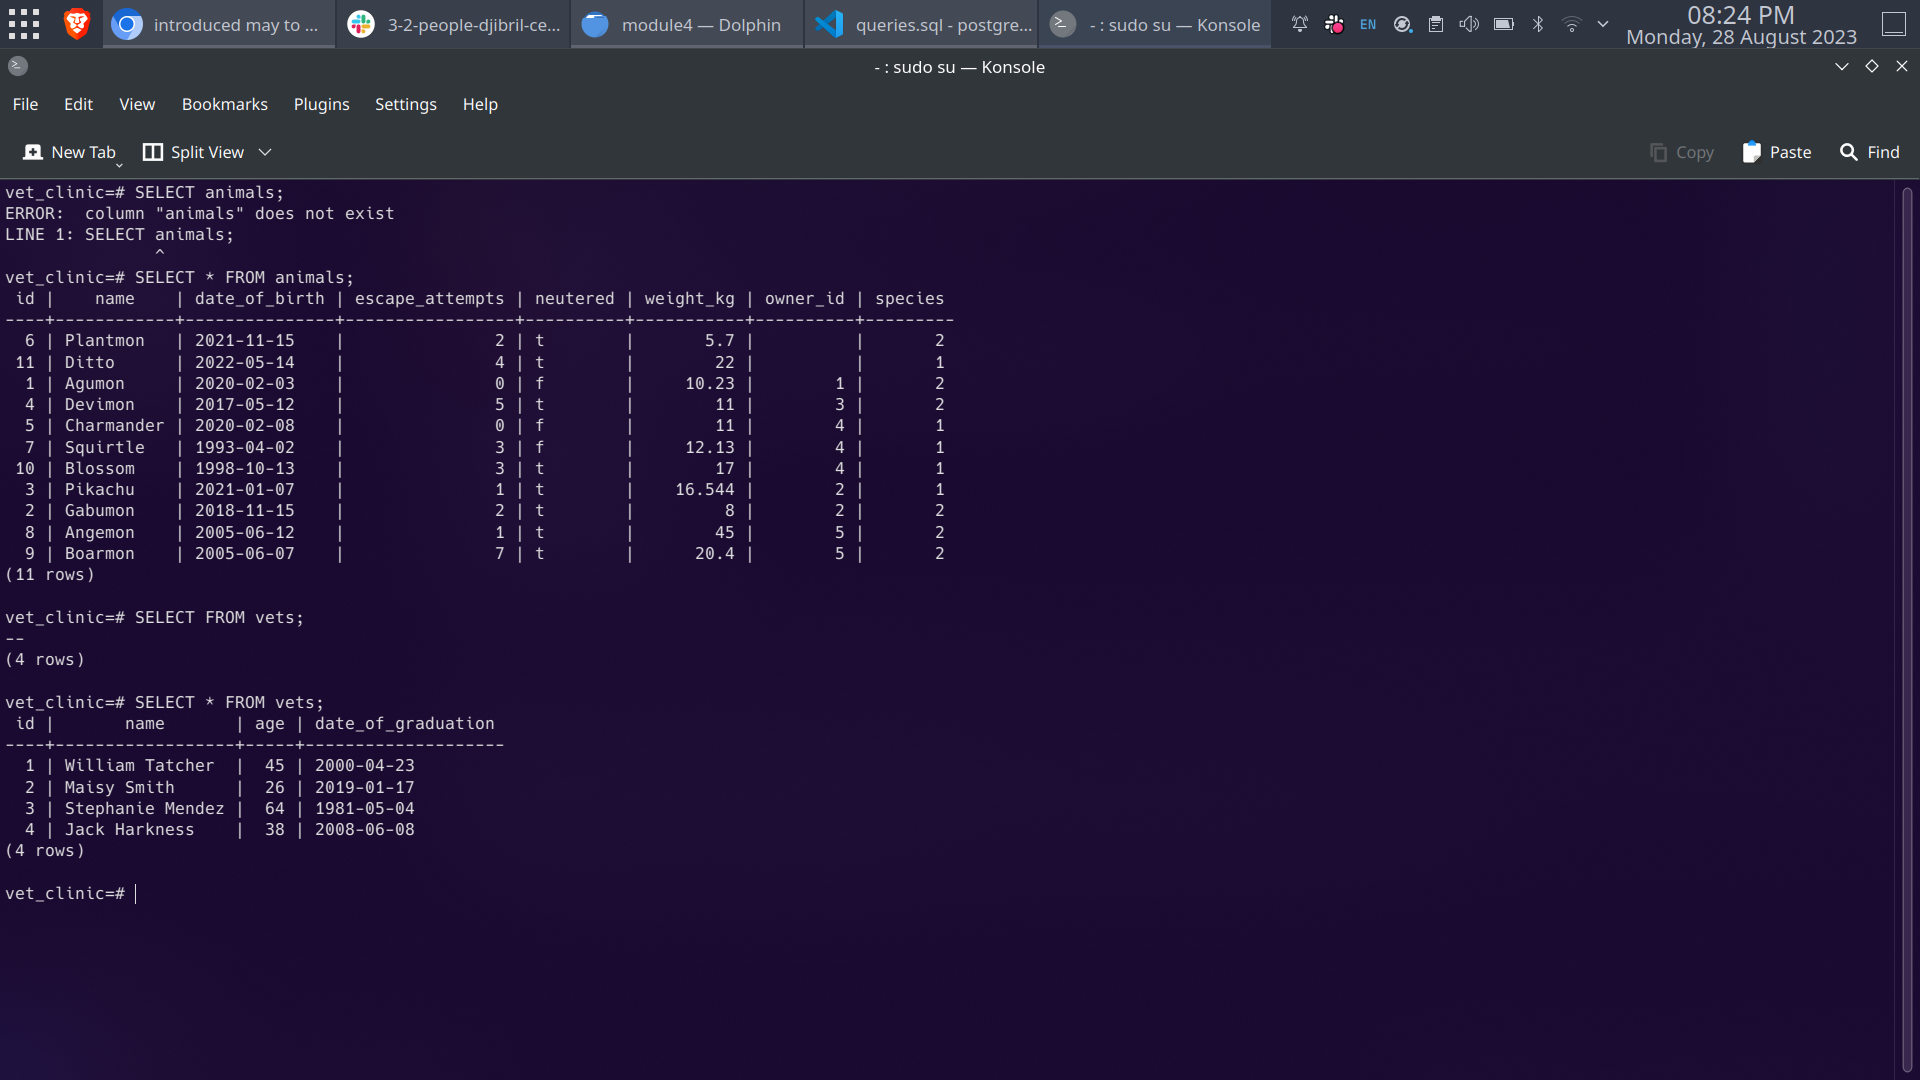 introduced may to ...
3-2-people-djibril-ce...
module4 — Dolphin
queries.sql - postgre...
- : sudo su — Konsole
EN
08:24 PM
Monday, 28 August 2023
- : sudo su — Konsole
File Edit View Bookmarks Plugins Settings Help
New Tab Split View Copy Paste Find
vet_clinic=# SELECT animals;
ERROR:  column "animals" does not exist
LINE 1: SELECT animals;
               ^
vet_clinic=# SELECT * FROM animals;
 id |    name    | date_of_birth | escape_attempts | neutered | weight_kg | owner_id | species
----+------------+---------------+-----------------+----------+-----------+----------+---------
  6 | Plantmon   | 2021-11-15    |               2 | t        |       5.7 |          |       2
 11 | Ditto      | 2022-05-14    |               4 | t        |        22 |          |       1
  1 | Agumon     | 2020-02-03    |               0 | f        |     10.23 |        1 |       2
  4 | Devimon    | 2017-05-12    |               5 | t        |        11 |        3 |       2
  5 | Charmander | 2020-02-08    |               0 | f        |        11 |        4 |       1
  7 | Squirtle   | 1993-04-02    |               3 | f        |     12.13 |        4 |       1
 10 | Blossom    | 1998-10-13    |               3 | t        |        17 |        4 |       1
  3 | Pikachu    | 2021-01-07    |               1 | t        |    16.544 |        2 |       1
  2 | Gabumon    | 2018-11-15    |               2 | t        |         8 |        2 |       2
  8 | Angemon    | 2005-06-12    |               1 | t        |        45 |        5 |       2
  9 | Boarmon    | 2005-06-07    |               7 | t        |      20.4 |        5 |       2
(11 rows)
vet_clinic=# SELECT FROM vets;
--
(4 rows)
vet_clinic=# SELECT * FROM vets;
 id |       name       | age | date_of_graduation
----+------------------+-----+--------------------
  1 | William Tatcher  |  45 | 2000-04-23
  2 | Maisy Smith      |  26 | 2019-01-17
  3 | Stephanie Mendez |  64 | 1981-05-04
  4 | Jack Harkness    |  38 | 2008-06-08
(4 rows)
vet_clinic=#